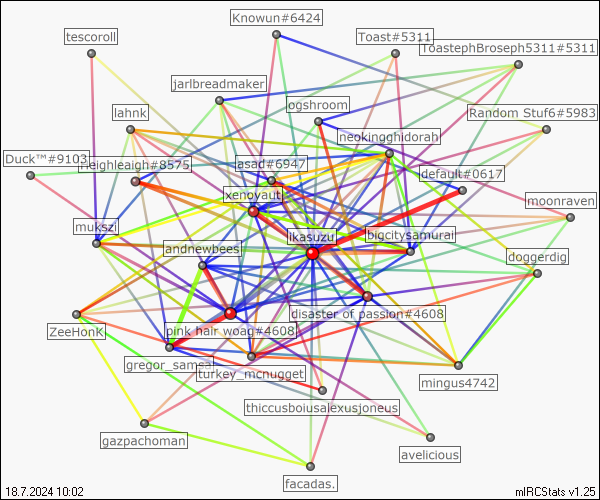 Knowun#6424
tescoroll
Toast#5311
ToastephBroseph5311#5311
jarlbreadmaker
ogshroom
lahnk
Random Stuf6#5983
neokingghidorah
Duck™#9103
Heighleaigh#8575
asad#6947
default#0617
xenoyautj
moonraven
mukszi
ikasuzu
bigcitysamurai
andnewbees
doggerdig
disaster of passion#4608
ZeeHonK
pink hair woag#4608
gregor_samsa
turkey_mcnugget
mingus4742
thiccusboiusalexusjoneus
gazpachoman
avelicious
facadas.
18.7.2024 10:02
mIRCStats v1.25